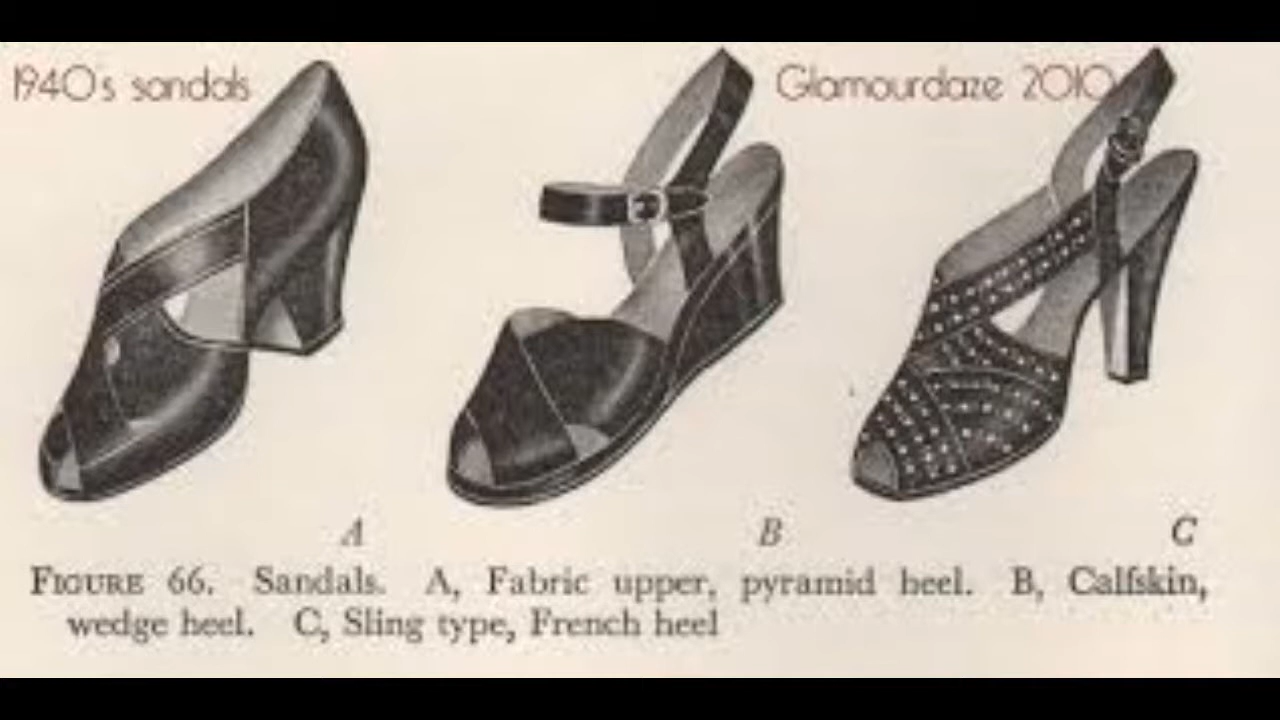 1940's sandals
Glamourdaze 2010
A
B
C
FIGURE 66. Sandals. A, Fabric upper, pyramid heel. B, Calfskin,
wedge heel. C, Sling type, French heel